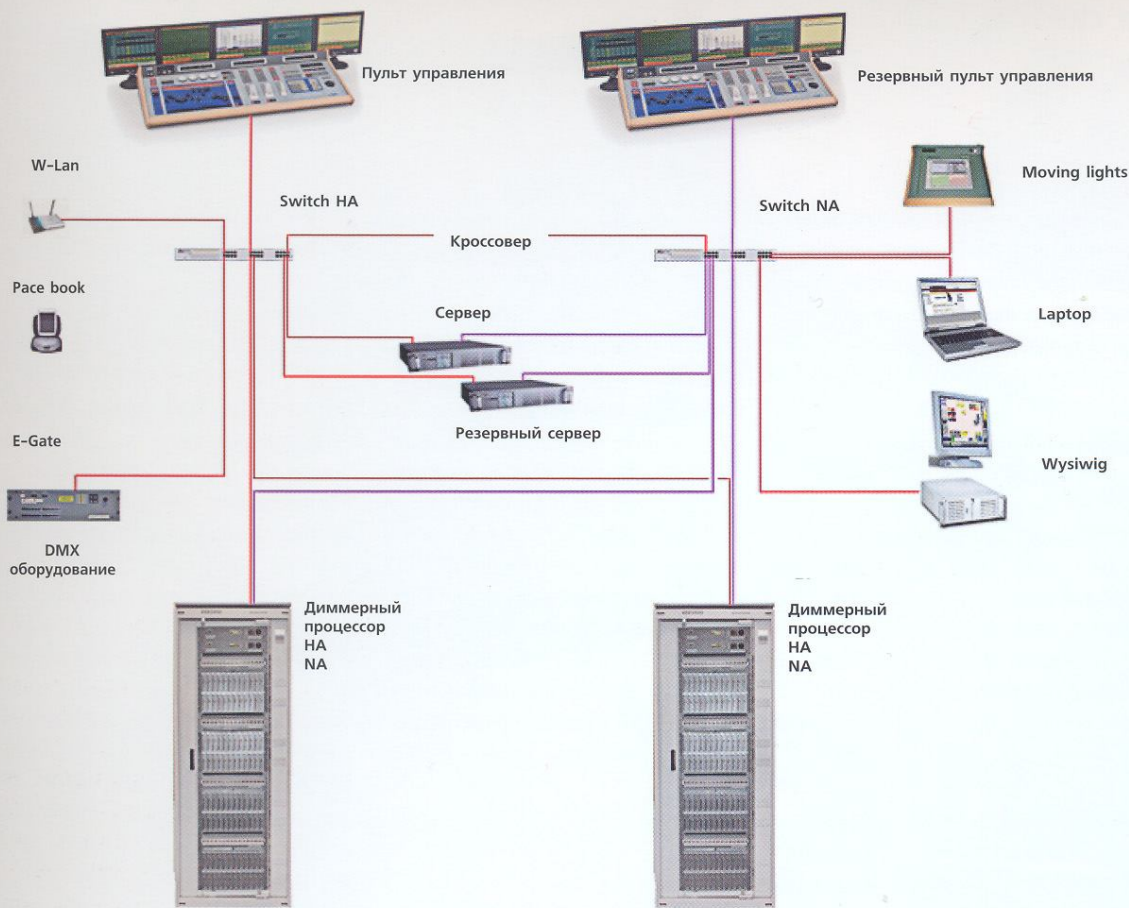 Пульт управления
Резервный пульт управления
W-Lan
Moving lights
Switch HA
Switch NA
Кроссовер
Pace book
Сервер
Laptop
Резервный сервер
E-Gate
Wysiwig
DMX
оборудование
Диммерный
процессор
HA
NA
Диммерный
процессор
HA
NA